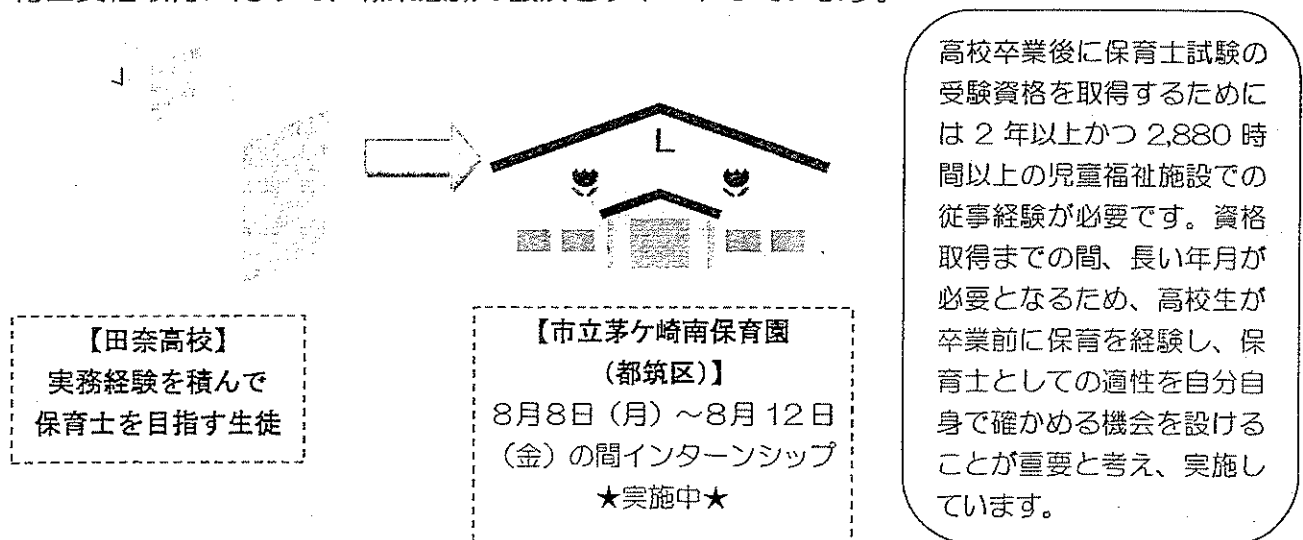 【田奈高校】
実務経験を積んで
保育士を目指す生徒
【市立茅ケ崎南保育園
(都筑区)】
8月8日（月）～8月12日
（金）の間インターンシップ
★実施中★
高校卒業後に保育士試験の
受験資格を取得するために
は2年以上かつ2,880時
間以上の児童福祉施設での
従事経験が必要です。資格
取得までの間、長い年月が
必要となるため、高校生が
卒業前に保育を経験し、保
育士としての適性を自分自
身で確かめる機会を設ける
ことが重要と考え、実施し
ています。